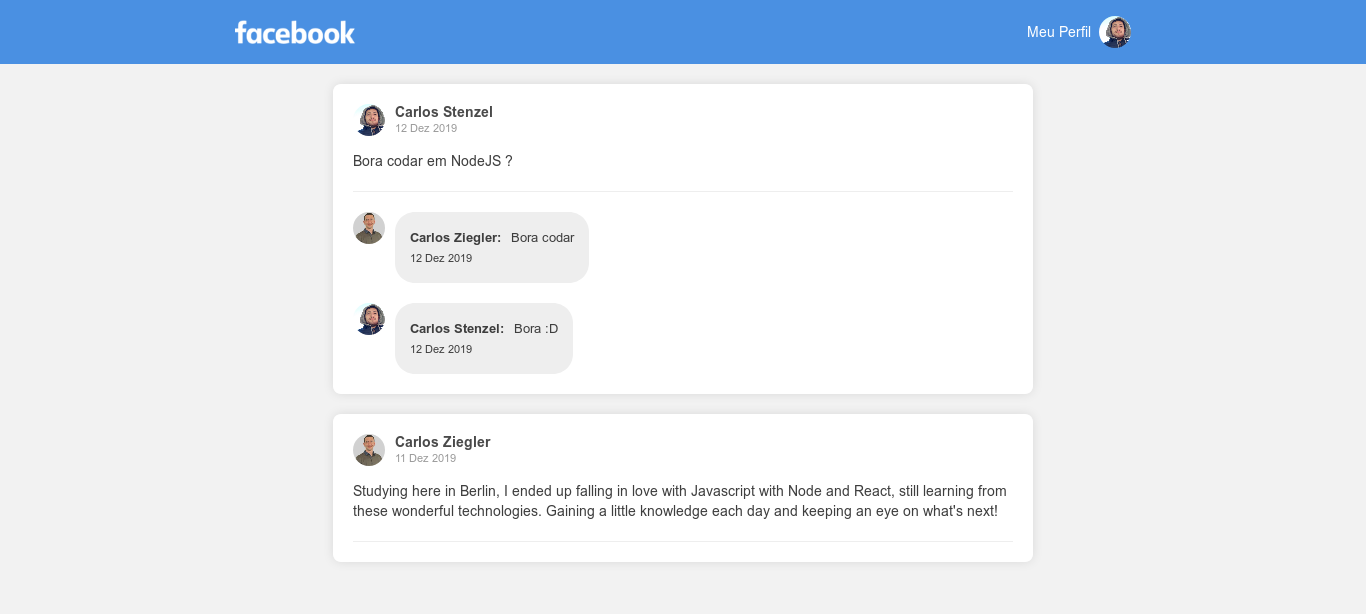 facebook
Meu Perfil
Carlos Stenzel
12 Dez 2019
Bora codar em NodeJS ?
Carlos Ziegler: Bora codar
12 Dez 2019
Carlos Stenzel: Bora :D
12 Dez 2019
Carlos Ziegler
11 Dez 2019
Studying here in Berlin, I ended up falling in love with Javascript with Node and React, still learning from
these wonderful technologies. Gaining a little knowledge each day and keeping an eye on what's next!